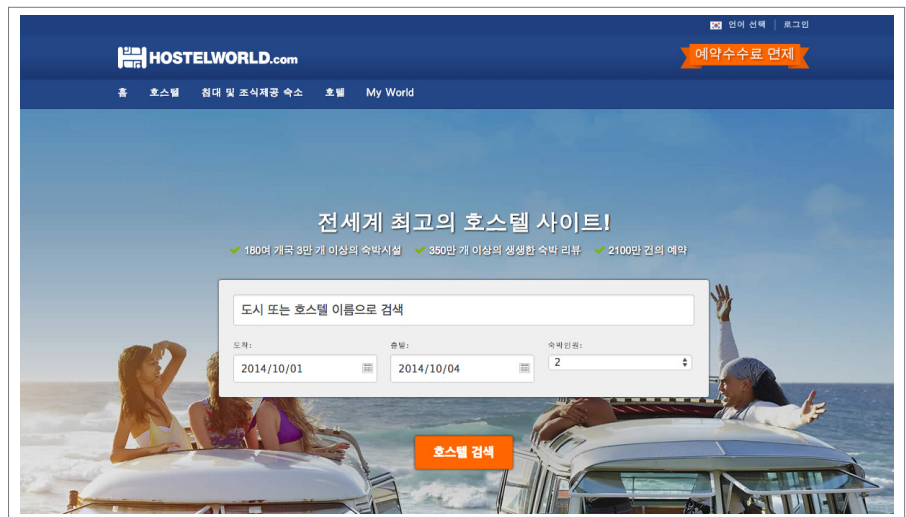 언어 선택 | 로그인
HOSTELWORLD.com
예약수수료 면제
홈 호스텔 침대 및 조식제공 숙소 호텔 My World
전세계 최고의 호스텔 사이트!
180여 개국 3만 개 이상의 숙박시설 350만 개 이상의 생생한 숙박 리뷰 2100만 건의 예약
도시 또는 호스텔 이름으로 검색
도착: 출발: 숙박인원:
2014/10/01 2014/10/04 2
호스텔 검색